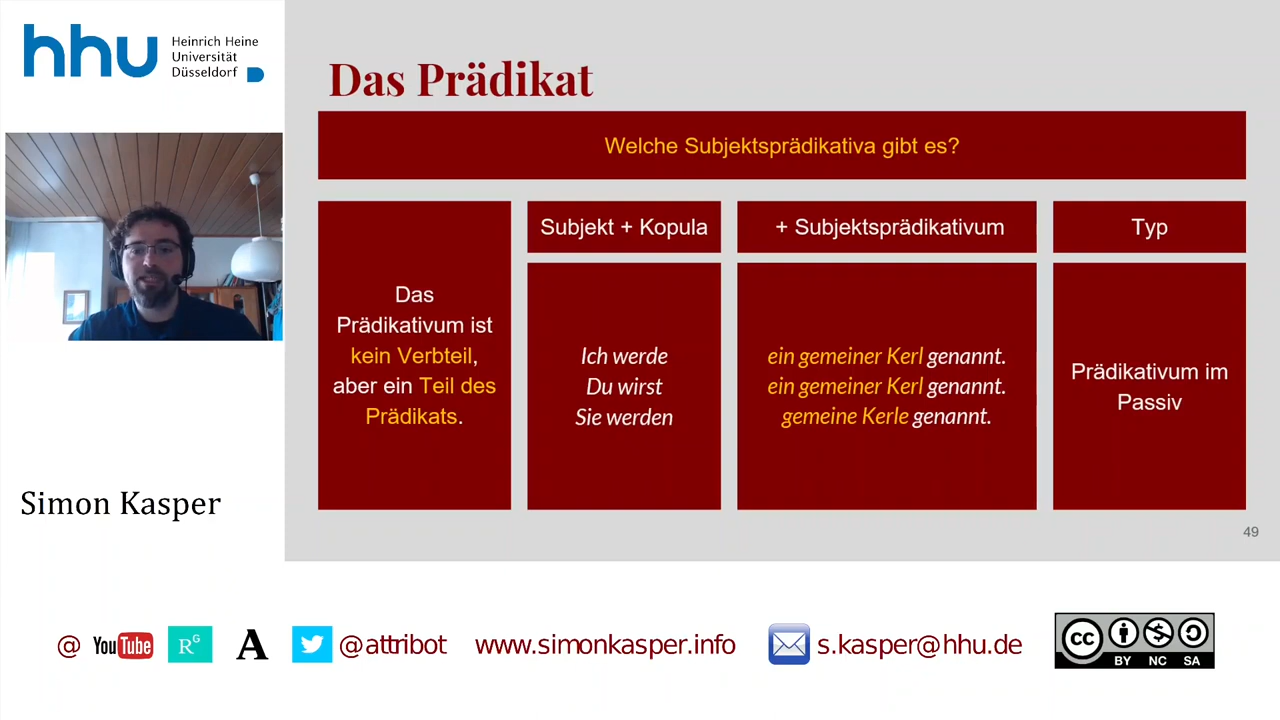 hhu Heinrich Heine
Universität
Düsseldorf
Das Prädikat
Welche Subjektsprädikativa gibt es?
Das
Prädikativum ist
kein Verbteil,
aber ein Teil des
Prädikats.
Subjekt + Kopula
Ich werde
Du wirst
Sie werden
+ Subjektsprädikativum
ein gemeiner Kerl genannt.
ein gemeiner Kerl genannt.
gemeine Kerle genannt.
Typ
Prädikativum im
Passiv
49
Simon Kasper
@ YouTube RG A @attribot www.simonkasper.info s.kasper@hhu.de
cc BY NC SA